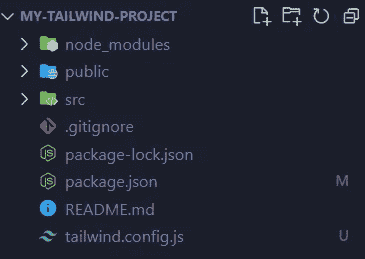 MY-TAILWIND-PROJECT
node_modules
public
src
.gitignore
package-lock.json
package.json M
README.md
tailwind.config.js U